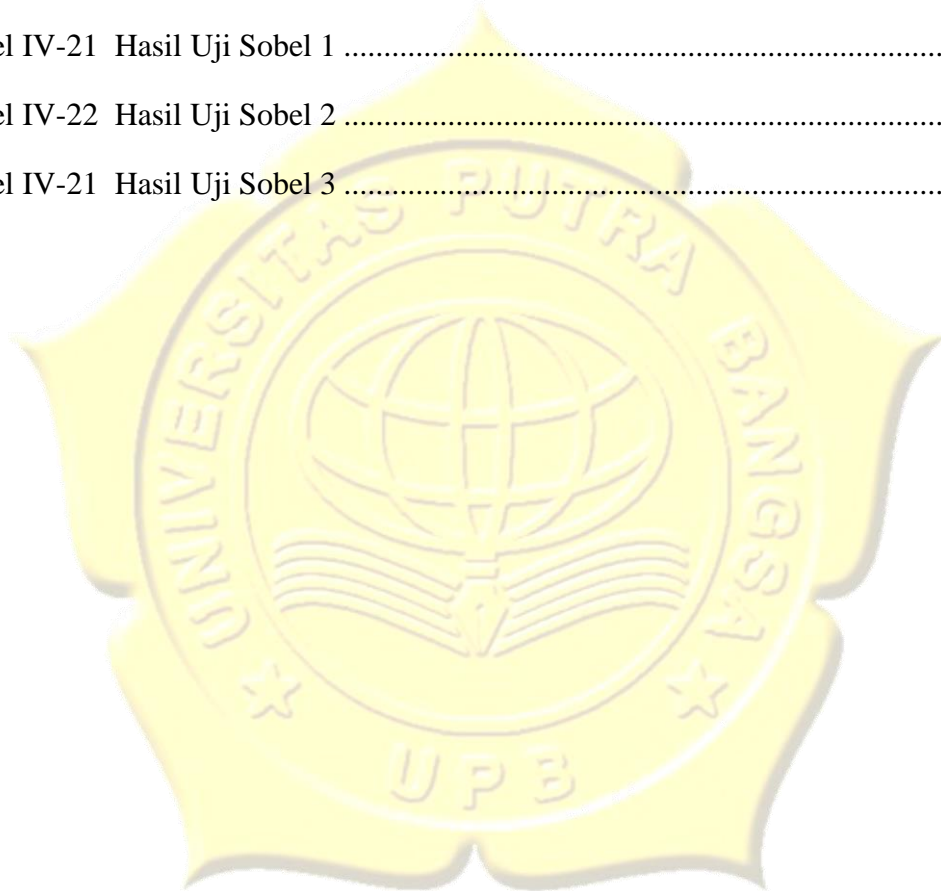 el IV-21 Hasil Uji Sobel 1 ........................................................................................
el IV-22 Hasil Uji Sobel 2 ........................................................................................
el IV-21 Hasil Uji Sobel 3 ........................................................................................
UNIVERSITAS PUTRA BANGSA
UPB